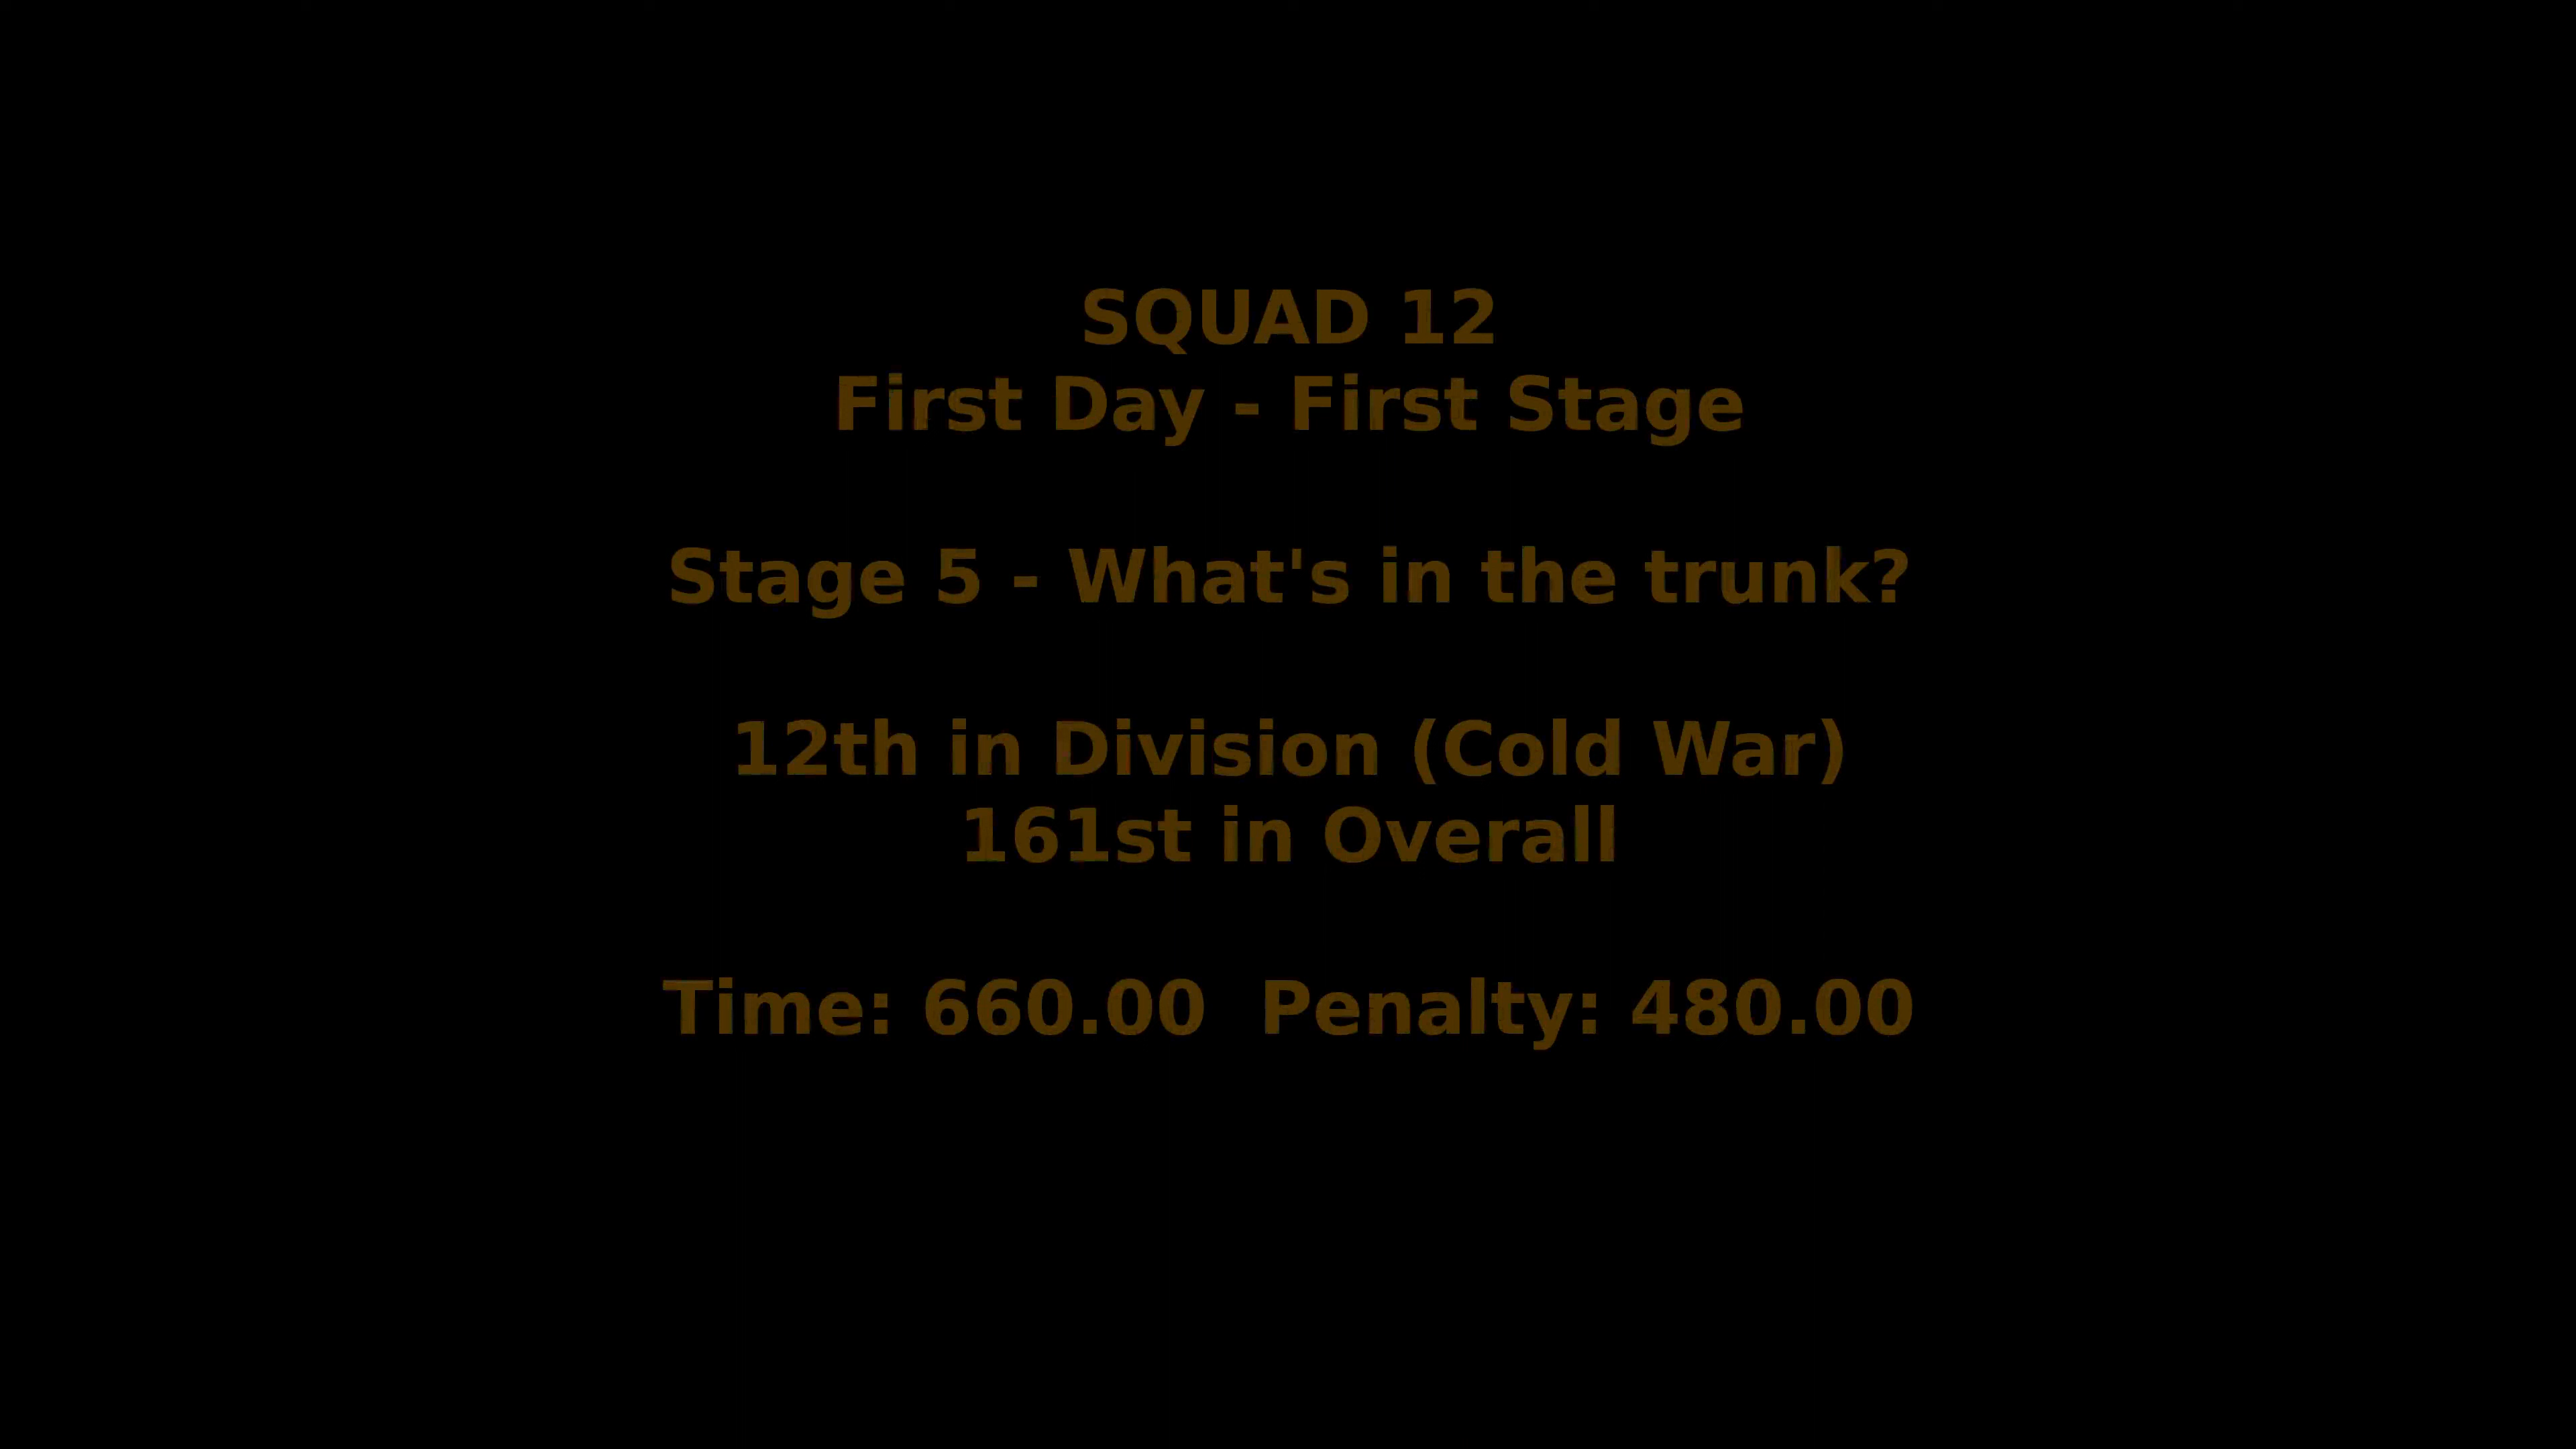 SQUAD 12
First Day - First Stage
Stage 5 - What's in the trunk?
12th in Division (Cold War)
161st in Overall
Time: 660.00  Penalty: 480.00